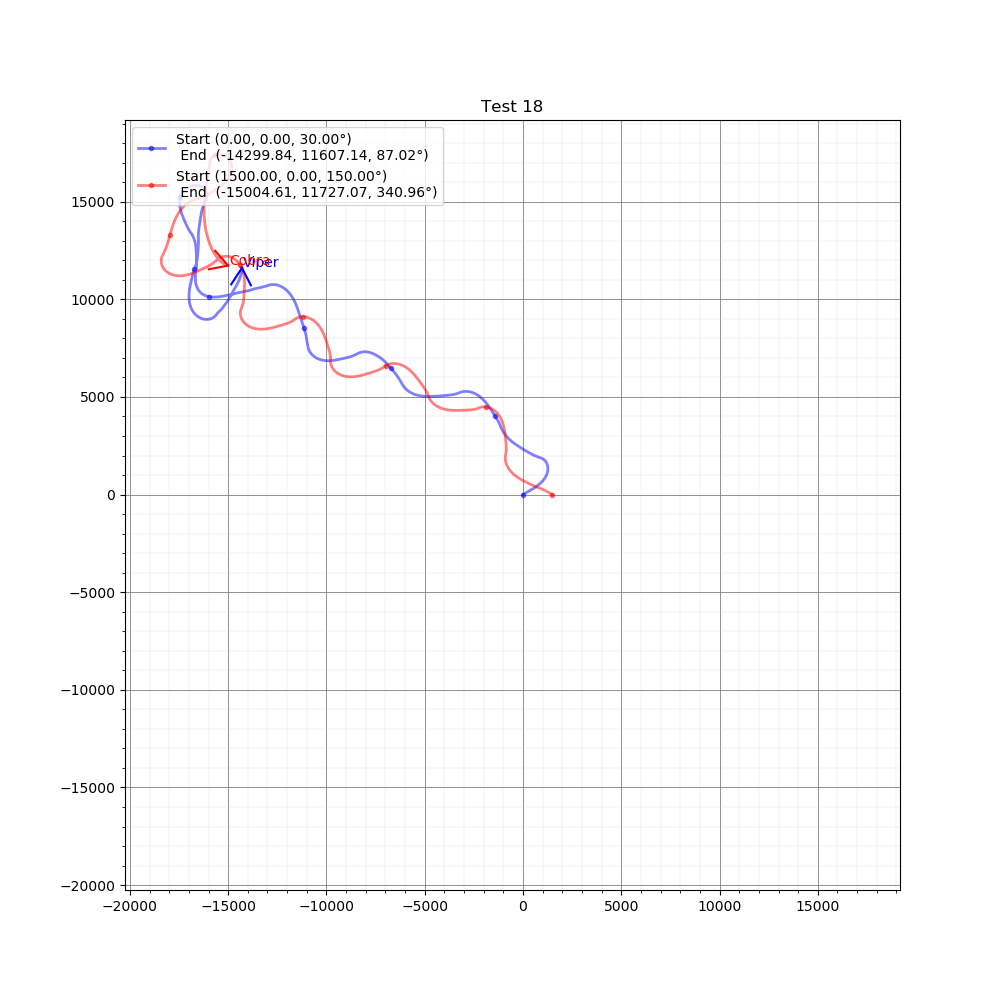 Test 18
Start (0.00, 0.00, 30.00°)
End (-14299.84, 11607.14, 87.02°)
Start (1500.00, 0.00, 150.00°)
End (-15004.61, 11727.07, 340.96°)
15000
10000
5000
0
−5000
−10000
−15000
−20000
Cobra
Viper
−20000 −15000 −10000 −5000 0 5000 10000 15000